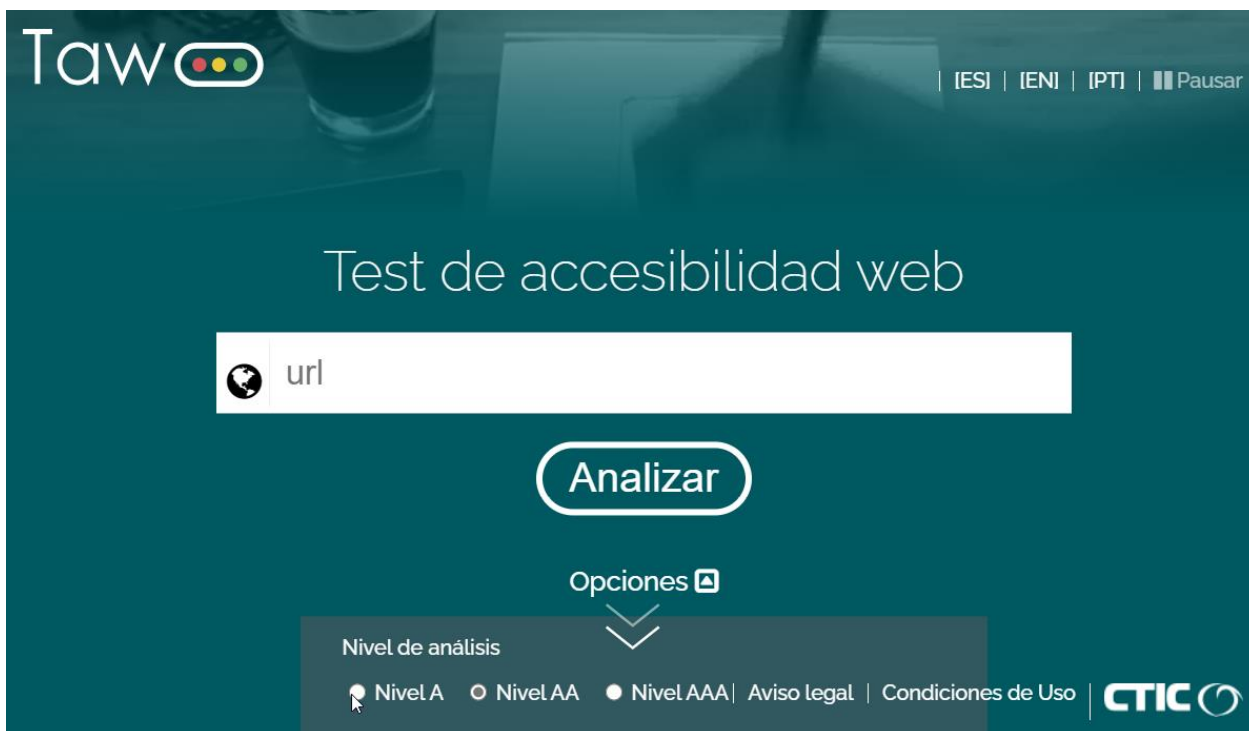 Taw
| [ES] | [EN] | [PT] | Pausar
Test de accesibilidad web
url
Analizar
Opciones
Nivel de análisis
Nivel A Nivel AA Nivel AAA | Aviso legal | Condiciones de Uso | CTIC